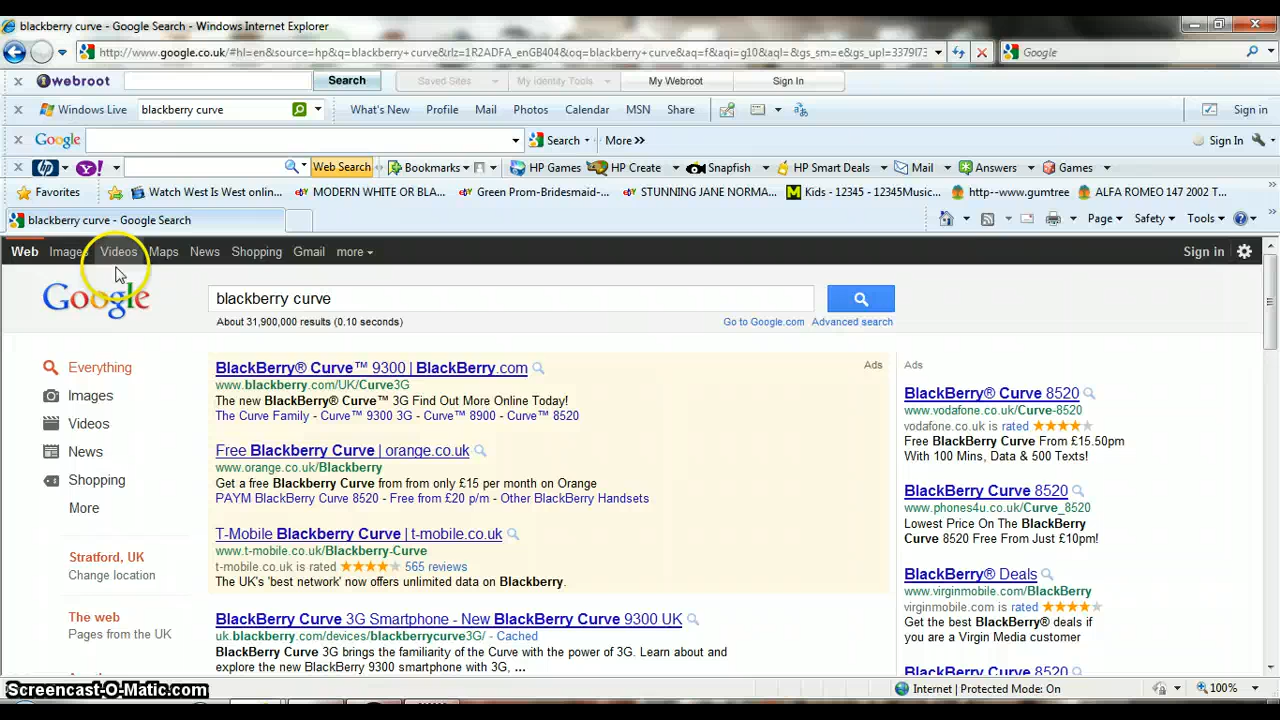 blackberry curve - Google Search - Windows Internet Explorer
http://www.google.co.uk/#hl=en&source=hp&q=blackberry+curve&rlz=1R2ADFA_enGB404&oq=blackberry+curve&aq=f&aqi=g10&aql=&gs_sm=e&gs_upl=3379l73
Google
webroot Search Saved Sites My Identity Tools My Webroot Sign In
Windows Live blackberry curve What's New Profile Mail Photos Calendar MSN Share Sign in
Google Search More Sign In
hp Y! Web Search Bookmarks HP Games HP Create Snapfish HP Smart Deals Mail Answers Games
Favorites Watch West Is West onlin... MODERN WHITE OR BLA... Green Prom-Bridesmaid-... STUNNING JANE NORMA... Kids - 12345 - 12345Music... http--www.gumtree ALFA ROMEO 147 2002 T...
blackberry curve - Google Search Page Safety Tools
Web Images Videos Maps News Shopping Gmail more Sign in
Google blackberry curve
About 31,900,000 results (0.10 seconds) Go to Google.com Advanced search
Everything
Images
Videos
News
Shopping
More
Stratford, UK
Change location
The web
Pages from the UK
BlackBerry® Curve™ 9300 | BlackBerry.com Ads
www.blackberry.com/UK/Curve3G
The new BlackBerry® Curve™ 3G Find Out More Online Today!
The Curve Family - Curve™ 9300 3G - Curve™ 8900 - Curve™ 8520
Free Blackberry Curve | orange.co.uk
www.orange.co.uk/Blackberry
Get a free Blackberry Curve from from only £15 per month on Orange
PAYM BlackBerry Curve 8520 - Free from £20 p/m - Other BlackBerry Handsets
T-Mobile Blackberry Curve | t-mobile.co.uk
www.t-mobile.co.uk/Blackberry-Curve
t-mobile.co.uk is rated 565 reviews
The UK's 'best network' now offers unlimited data on Blackberry.
BlackBerry Curve 3G Smartphone - New BlackBerry Curve 9300 UK
uk.blackberry.com/devices/blackberrycurve3G/ - Cached
BlackBerry Curve 3G brings the familiarity of the Curve with the power of 3G. Learn about and
explore the new BlackBerry 9300 smartphone with 3G, ...
Ads
BlackBerry® Curve 8520
www.vodafone.co.uk/Curve-8520
vodafone.co.uk is rated
Free BlackBerry Curve From £15.50pm
With 100 Mins, Data & 500 Texts!
BlackBerry Curve 8520
www.phones4u.co.uk/Curve_8520
Lowest Price On The BlackBerry
Curve 8520 Free From Just £10pm!
BlackBerry® Deals
www.virginmobile.com/BlackBerry
virginmobile.com is rated
Get the best BlackBerry® deals if
you are a Virgin Media customer
BlackBerry Curve 8520
Screencast-O-Matic.com
Internet | Protected Mode: On 100%